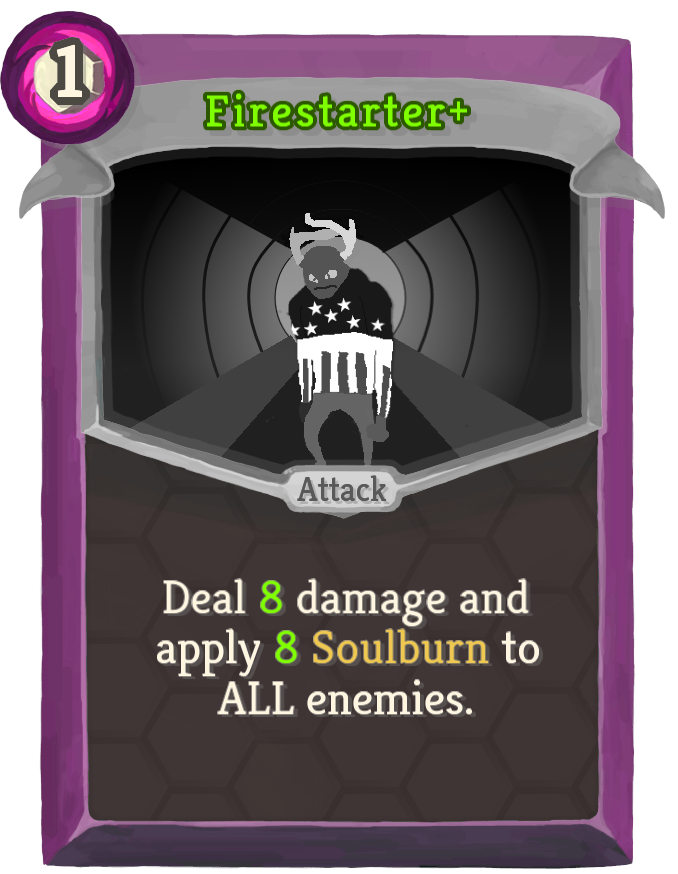 1
Firestarter+
Attack
Deal 8 damage and
apply 8 Soulburn to
ALL enemies.